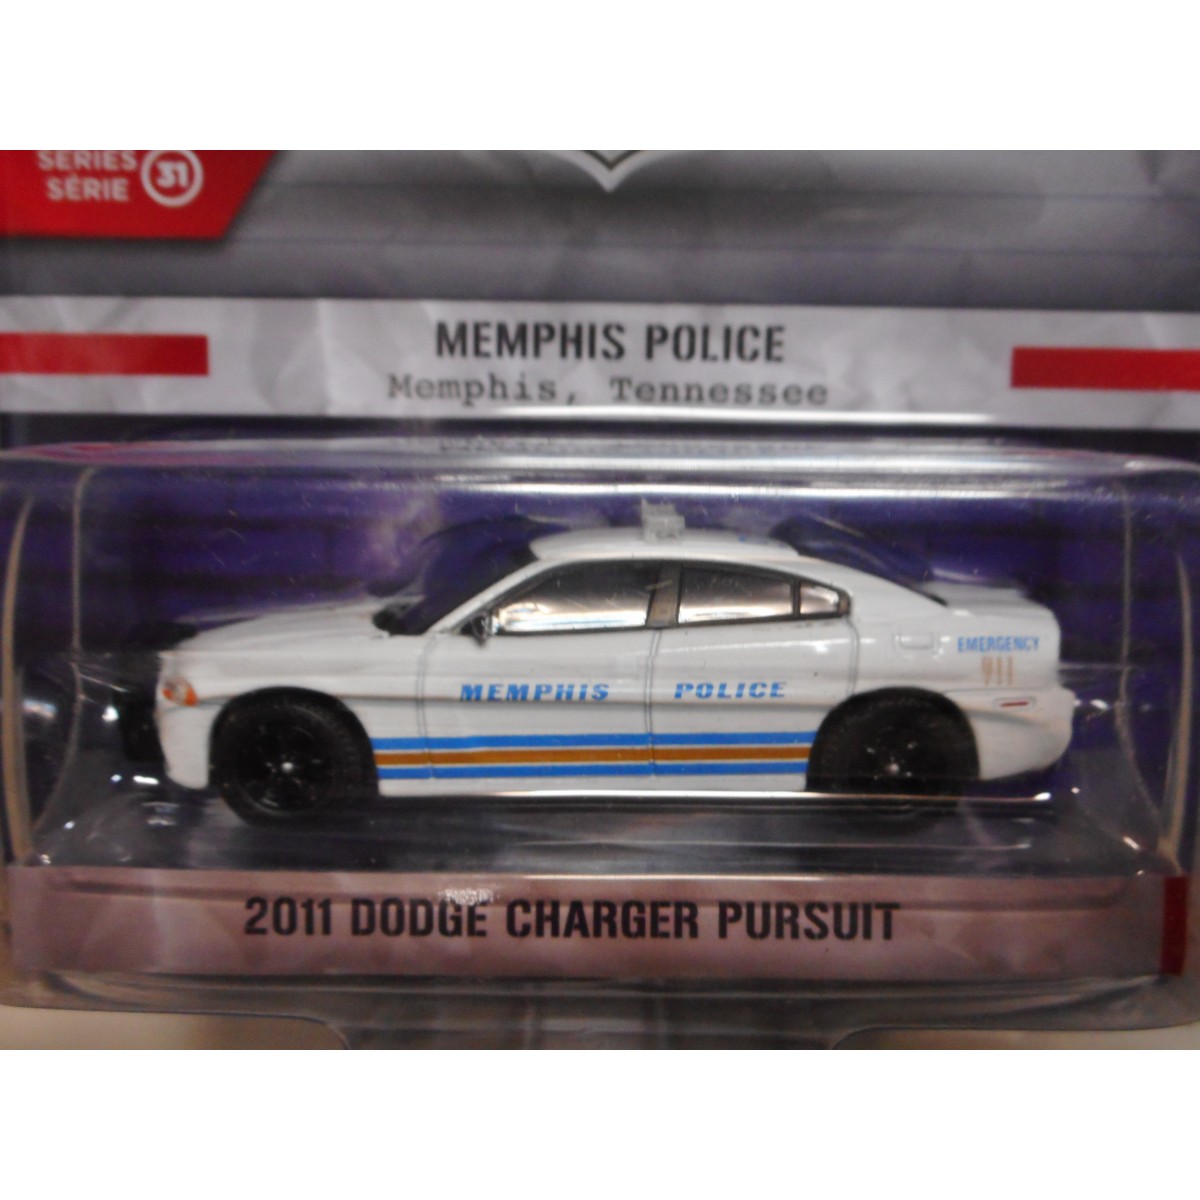 SERIES
SÉRIE 31
MEMPHIS POLICE
Memphis, Tennessee
MEMPHIS POLICE
EMERGENCY
911
2011 DODGE CHARGER PURSUIT